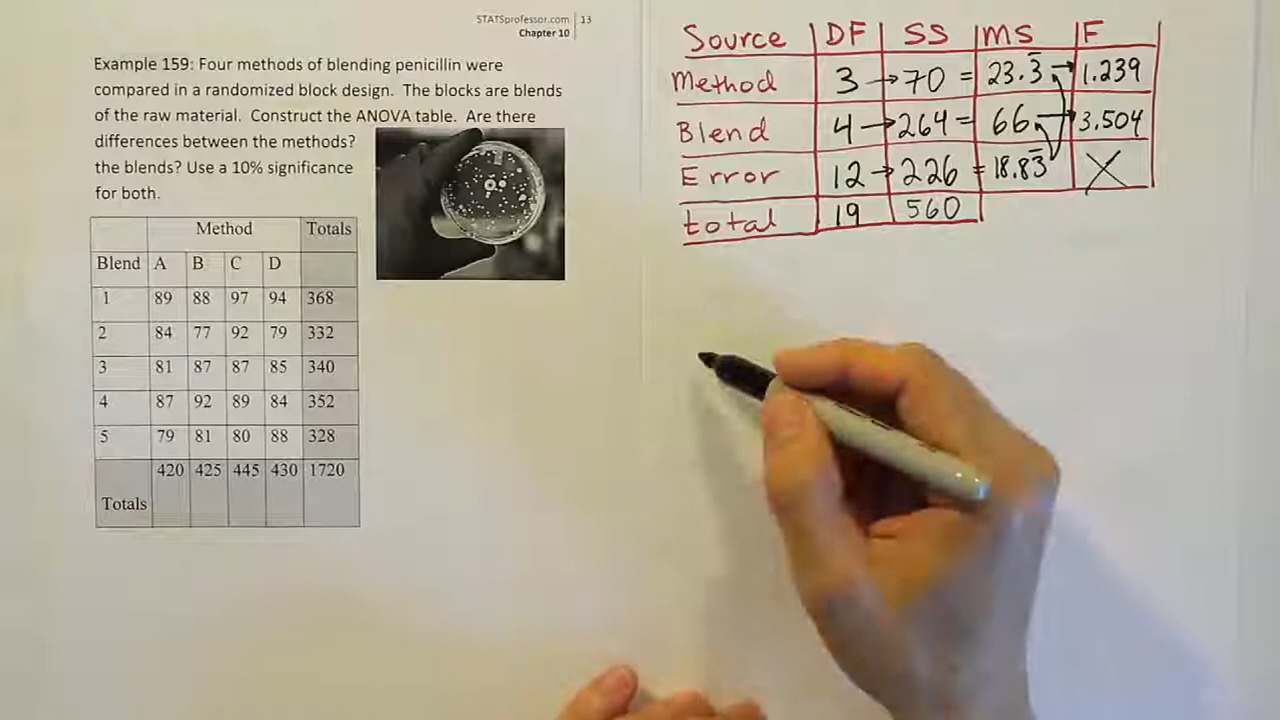 STATSprofessor.com | 13
Chapter 10
Example 159: Four methods of blending penicillin were
compared in a randomized block design. The blocks are blends
of the raw material. Construct the ANOVA table. Are there
differences between the methods?
the blends? Use a 10% significance
for both.
Method Totals
Blend A B C D
1 89 88 97 94 368
2 84 77 92 79 332
3 81 87 87 85 340
4 87 92 89 84 352
5 79 81 80 88 328
420 425 445 430 1720
Totals
Source DF SS MS F
Method 3 → 70 = 23.3̄ → 1.239
Blend 4 → 264 = 66 → 3.504
Error 12 → 226 = 18.83̄ X
total 19 560